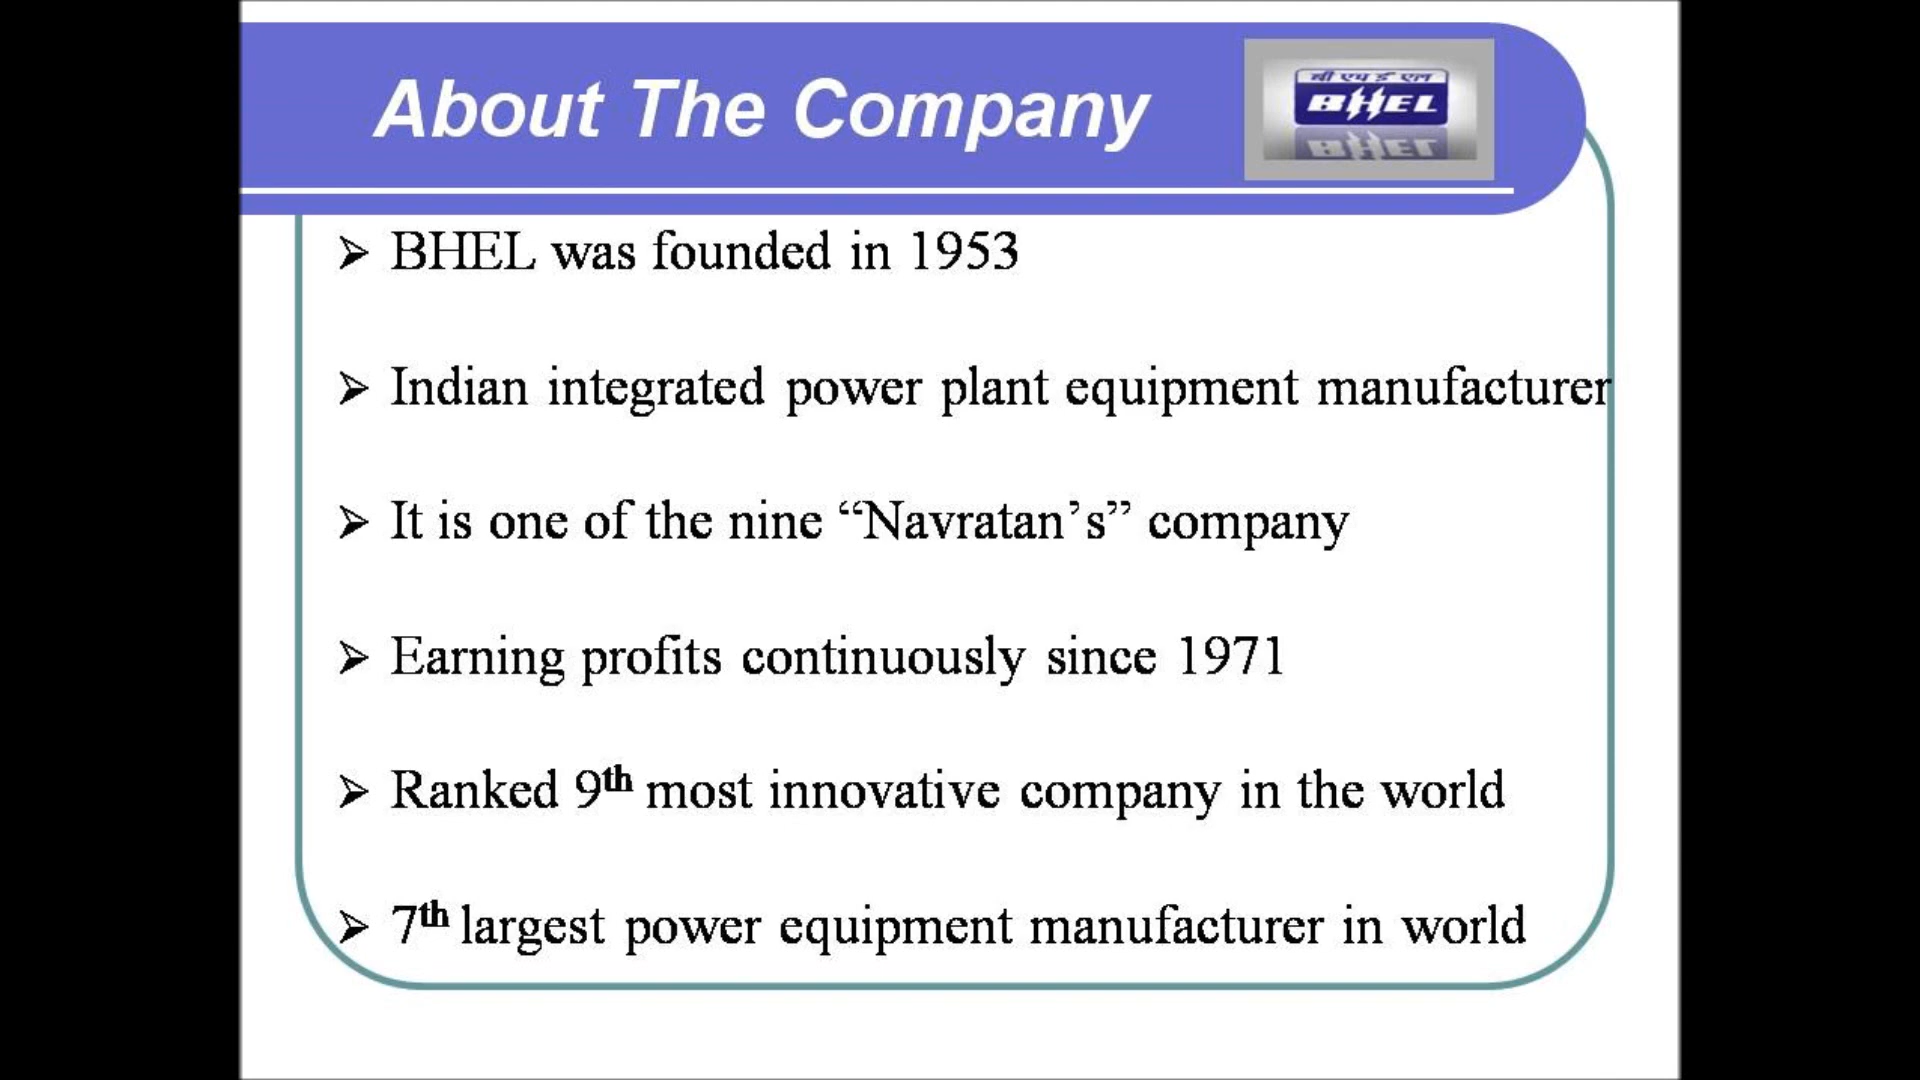 About The Company
बी एच ई एल
BHEL
➢ BHEL was founded in 1953
➢ Indian integrated power plant equipment manufacturer
➢ It is one of the nine “Navratan’s” company
➢ Earning profits continuously since 1971
➢ Ranked 9th most innovative company in the world
➢ 7th largest power equipment manufacturer in world